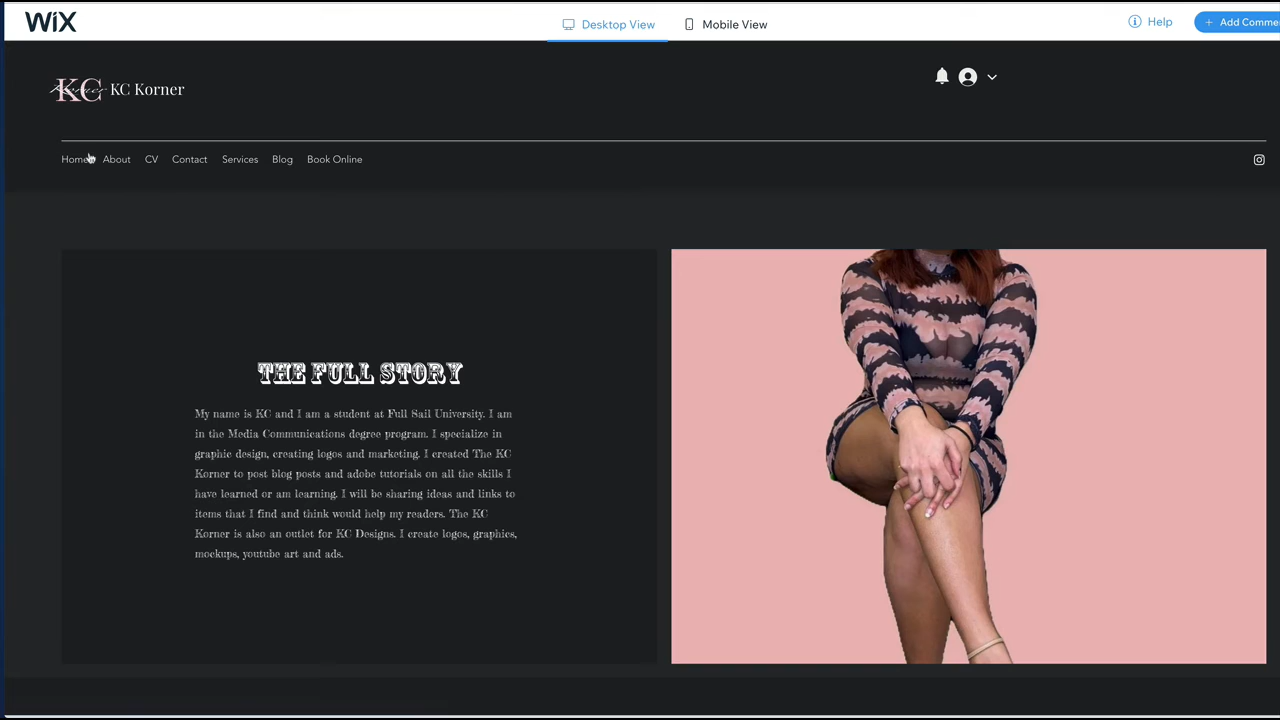 WiX
Desktop View
Mobile View
Help
+ Add Comme
KC
KC Korner
Home
About
CV
Contact
Services
Blog
Book Online
THE FULL STORY
My name is KC and I am a student at Full Sail University. I am
in the Media Communications degree program. I specialize in
graphic design, creating logos and marketing. I created The KC
Korner to post blog posts and adobe tutorials on all the skills I
have learned or am learning. I will be sharing ideas and links to
items that I find and think would help my readers. The KC
Korner is also an outlet for KC Designs. I create logos, graphics,
mockups, youtube art and ads.